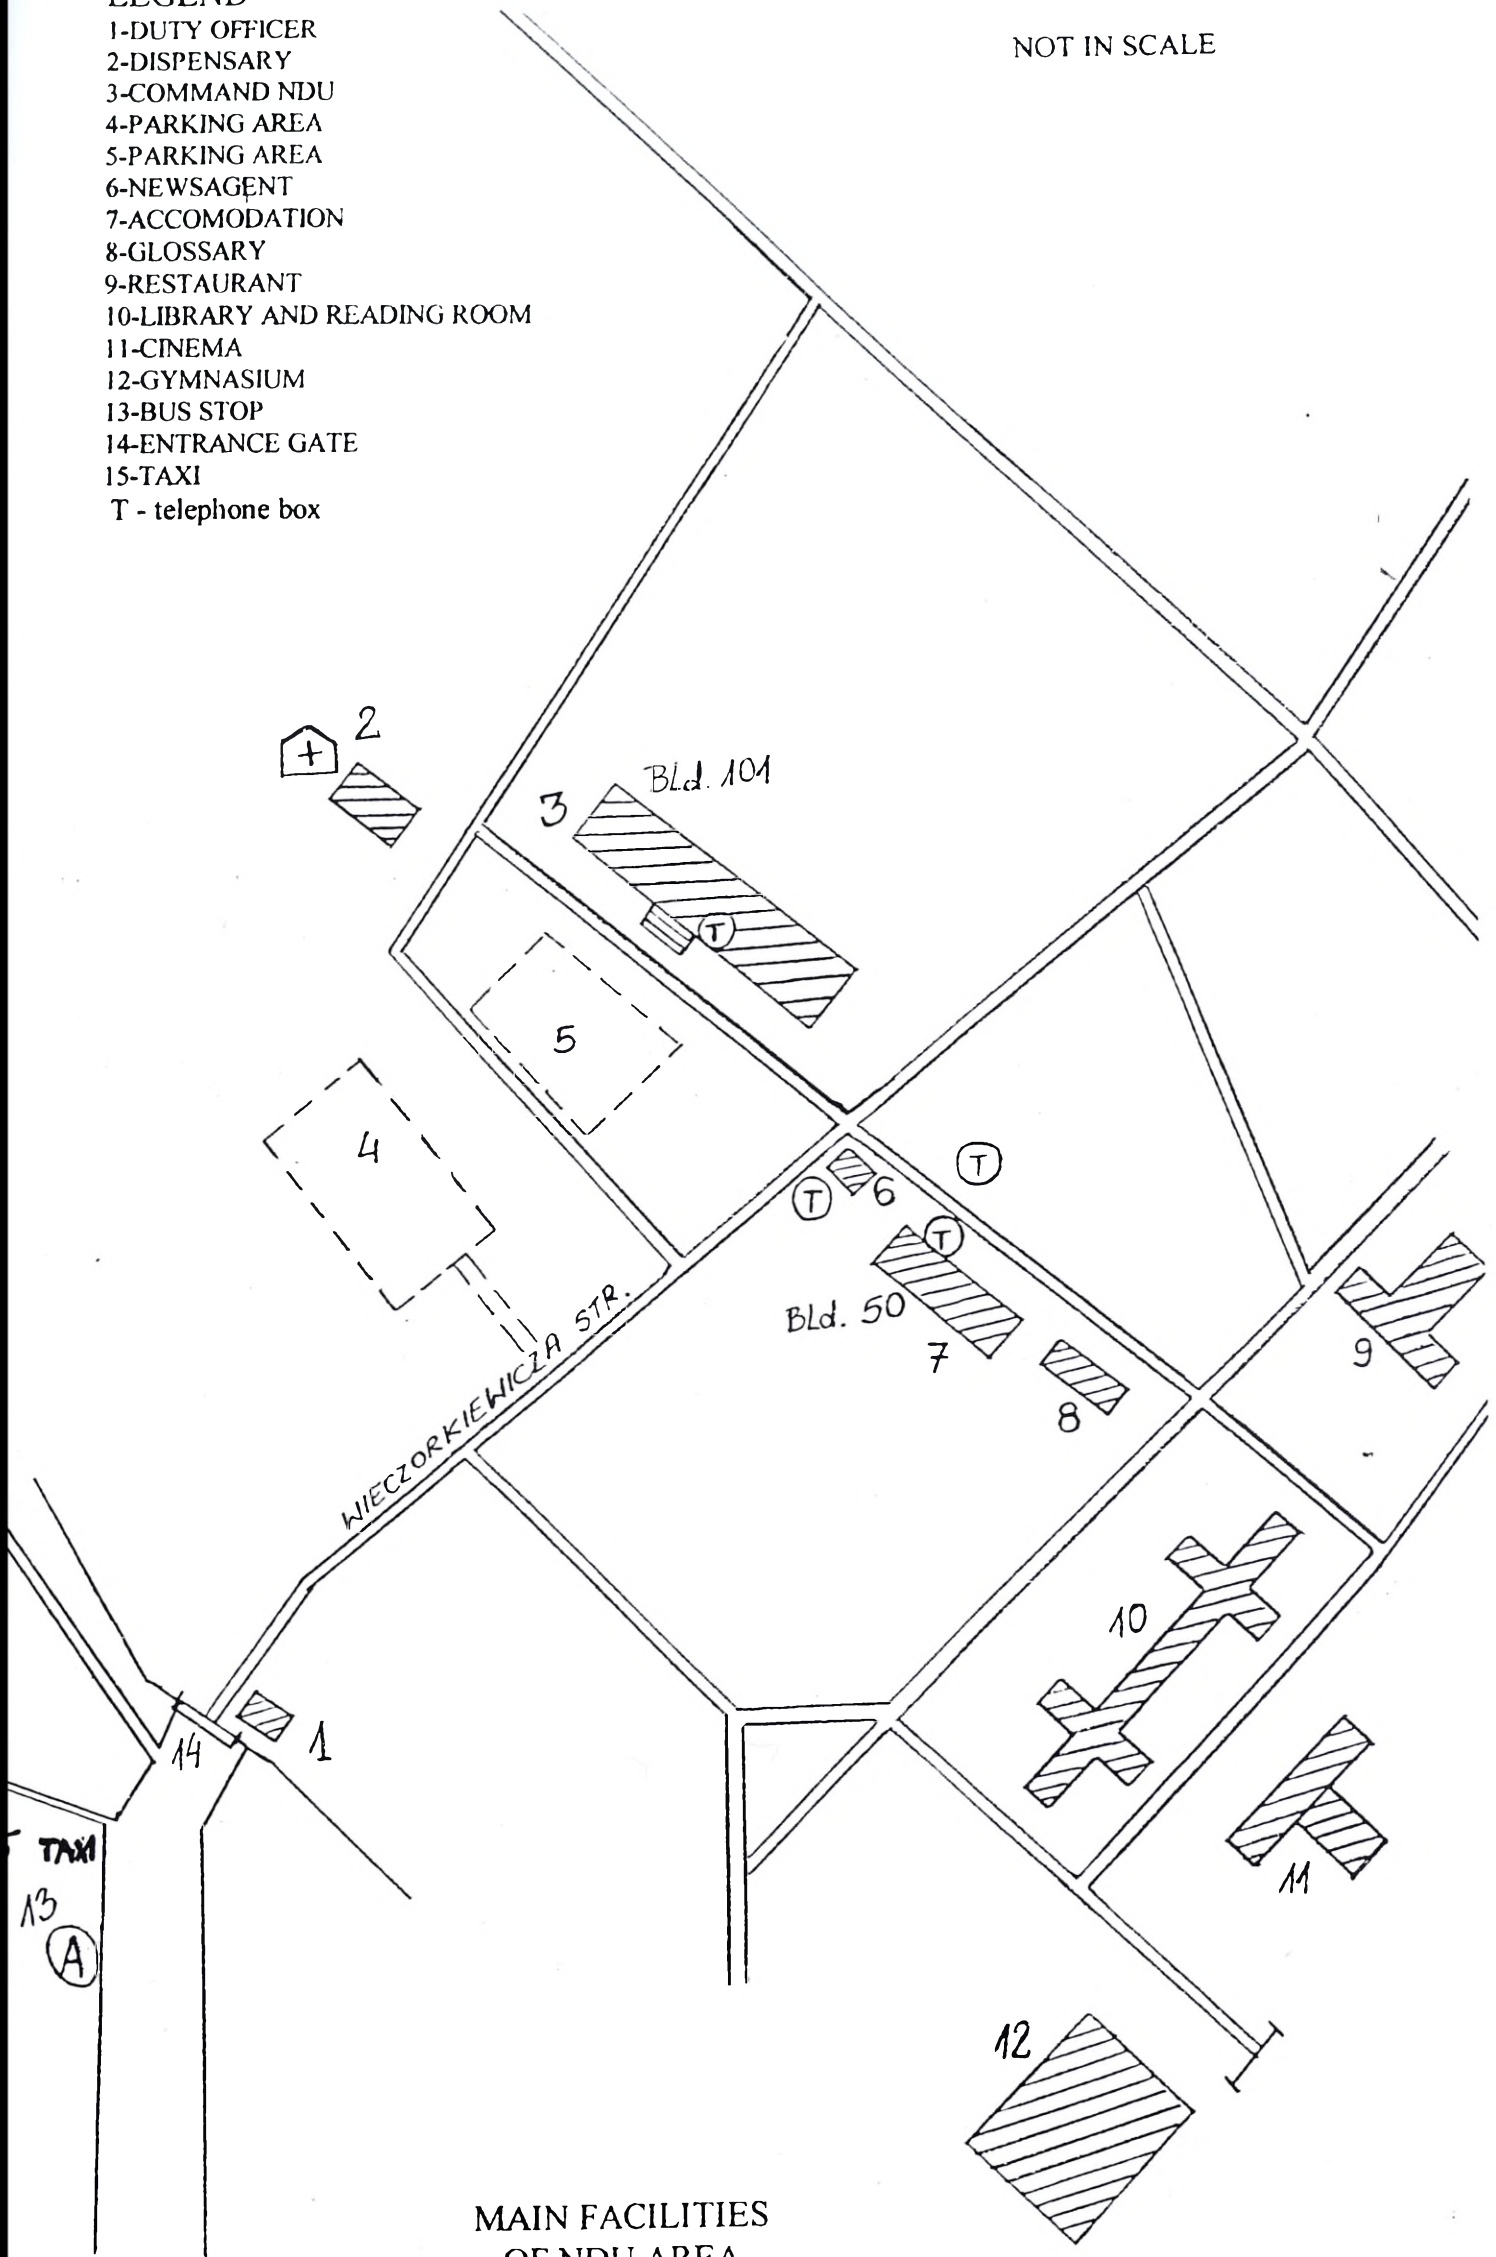 LEGEND
NOT IN SCALE
1-DUTY OFFICER
2-DISPENSARY
3-COMMAND NDU
4-PARKING AREA
5-PARKING AREA
6-NEWSAGENT
7-ACCOMODATION
8-GLOSSARY
9-RESTAURANT
10-LIBRARY AND READING ROOM
11-CINEMA
12-GYMNASIUM
13-BUS STOP
14-ENTRANCE GATE
15-TAXI
T - telephone box
2
Bld. 101
3
T
5
4
T
6
T
T
Bld. 50
7
WIECZORKIEWICZA STR.
9
8
10
1
14
TAXI
13
A
11
12
MAIN FACILITIES
OF NDU AREA